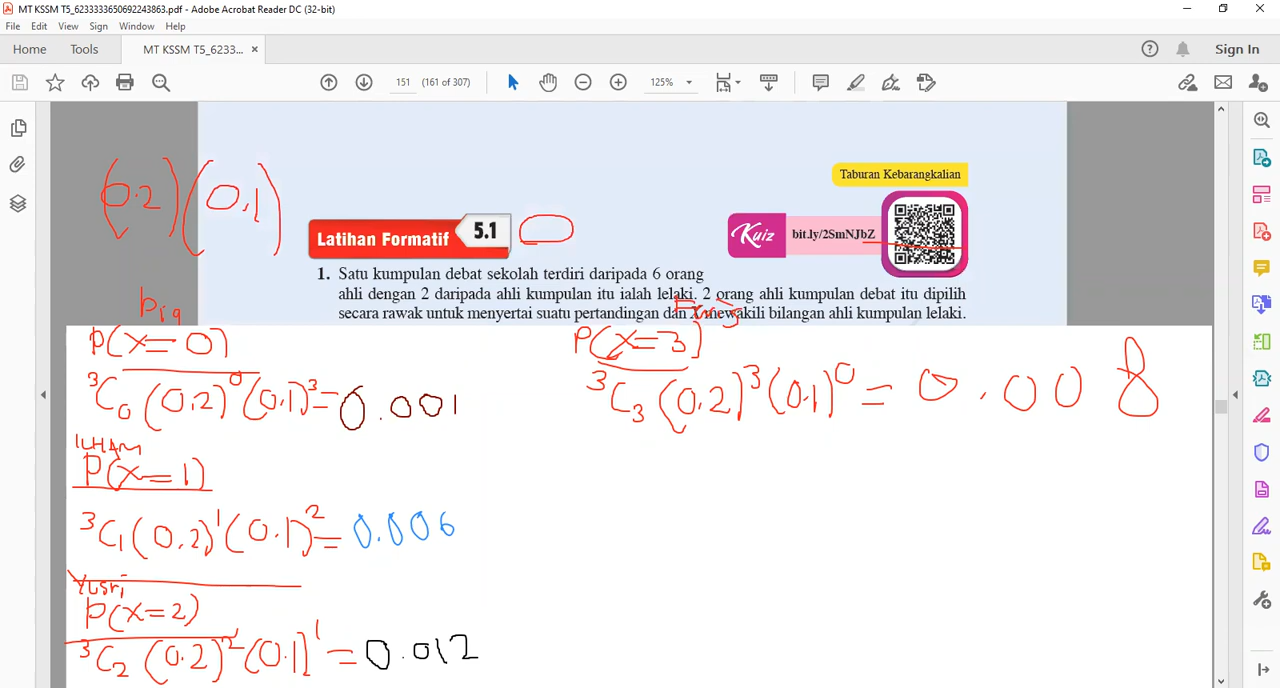 MT KSSM T5_6233333650692243863.pdf - Adobe Acrobat Reader DC (32-bit)
File Edit View Sign Window Help
Home Tools MT KSSM T5_6233... × Sign In
151 (161 of 307) 125%
Taburan Kebarangkalian
(0.2)(0.1)
Latihan Formatif 5.1
Kuiz bit.ly/2SmNJbZ
1. Satu kumpulan debat sekolah terdiri daripada 6 orang
ahli dengan 2 daripada ahli kumpulan itu ialah lelaki. 2 orang ahli kumpulan debat itu dipilih
secara rawak untuk menyertai suatu pertandingan dan X mewakili bilangan ahli kumpulan lelaki.
P(x=0)
³C₀(0.2)⁰(0.1)³=0.001
ILHAM
P(x=1)
³C₁(0.2)¹(0.1)²=0.006
YUSri
P(x=2)
³C₂(0.2)²(0.1)¹=0.012
P(x=3)
³C₃(0.2)³(0.1)⁰=0.008